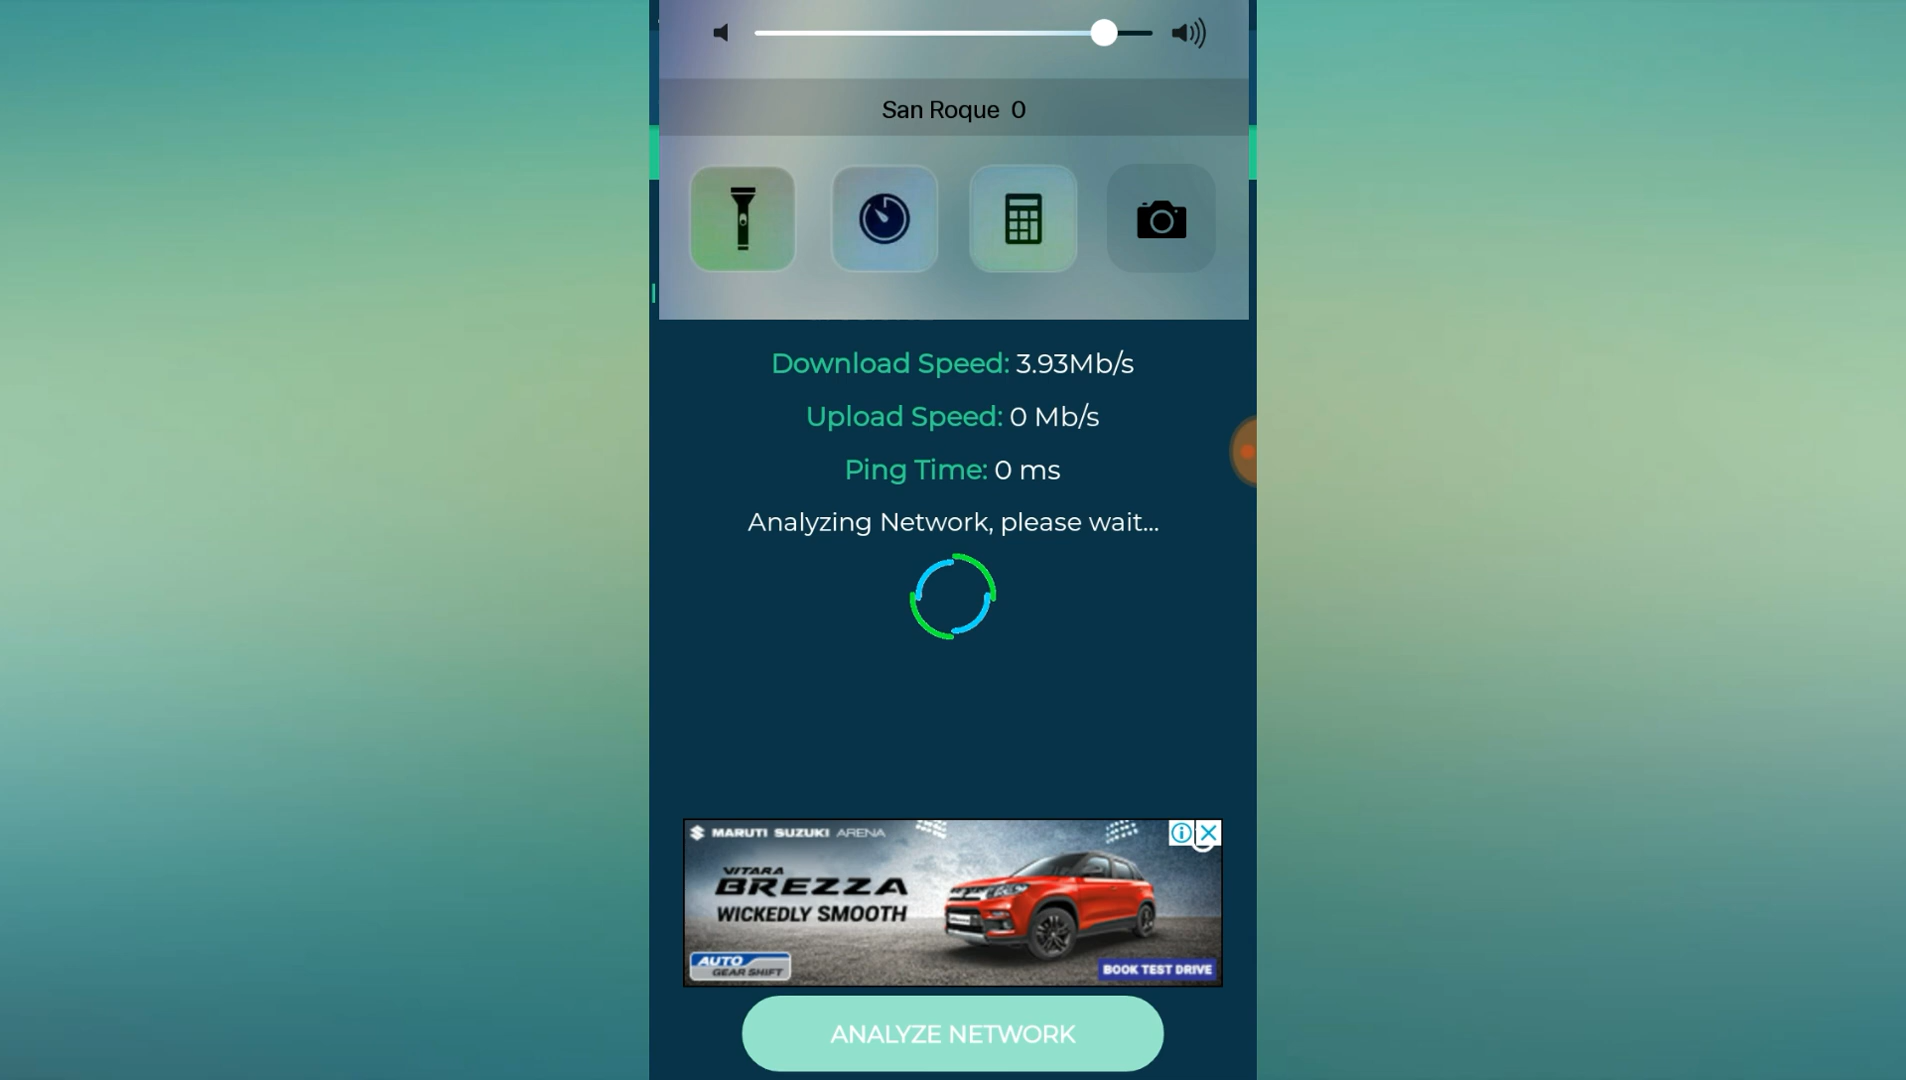 San Roque 0
Download Speed: 3.93Mb/s
Upload Speed: 0 Mb/s
Ping Time: 0 ms
Analyzing Network, please wait...
MARUTI SUZUKI ARENA
VITARA
BREZZA
WICKEDLY SMOOTH
AUTO
GEAR SHIFT
BOOK TEST DRIVE
ANALYZE NETWORK